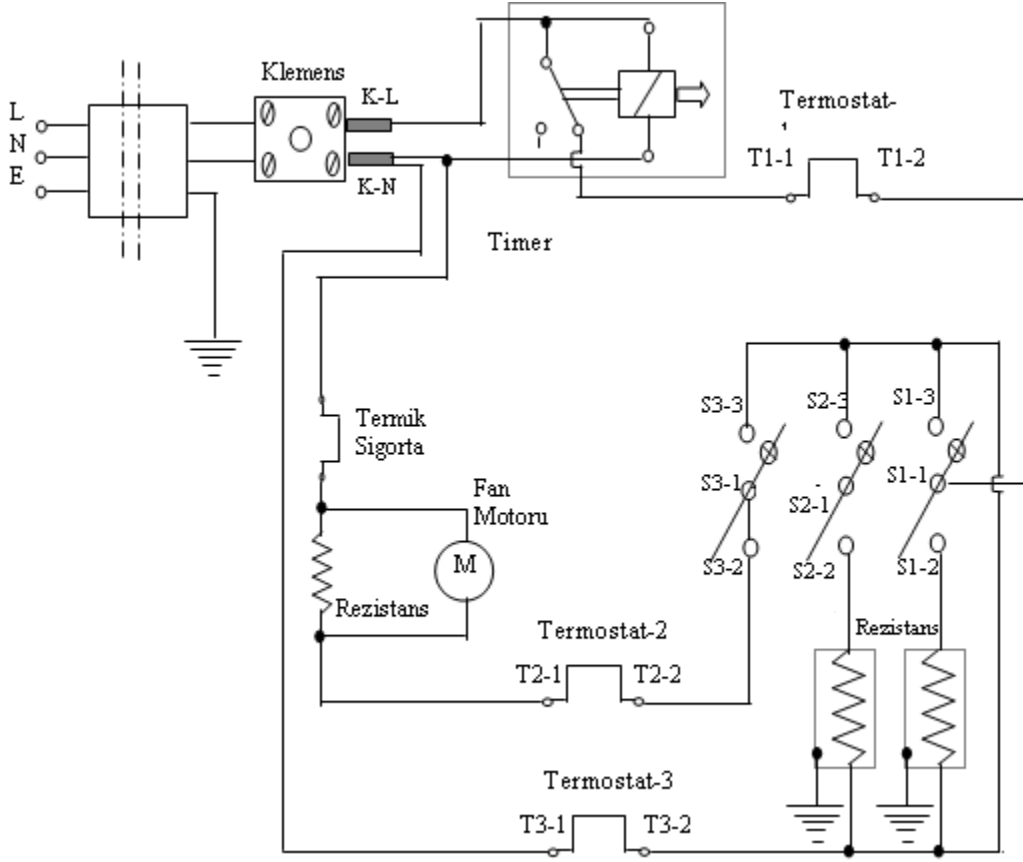 L
N
E
Klemens
K-L
K-N
Timer
Termostat-
1
T1-1
T1-2
Termik
Sigorta
Fan
Motoru
M
Rezistans
S3-3
S2-3
S1-3
S3-1
S2-1
S1-1
S3-2
S2-2
S1-2
Rezistans
Termostat-2
T2-1
T2-2
Termostat-3
T3-1
T3-2